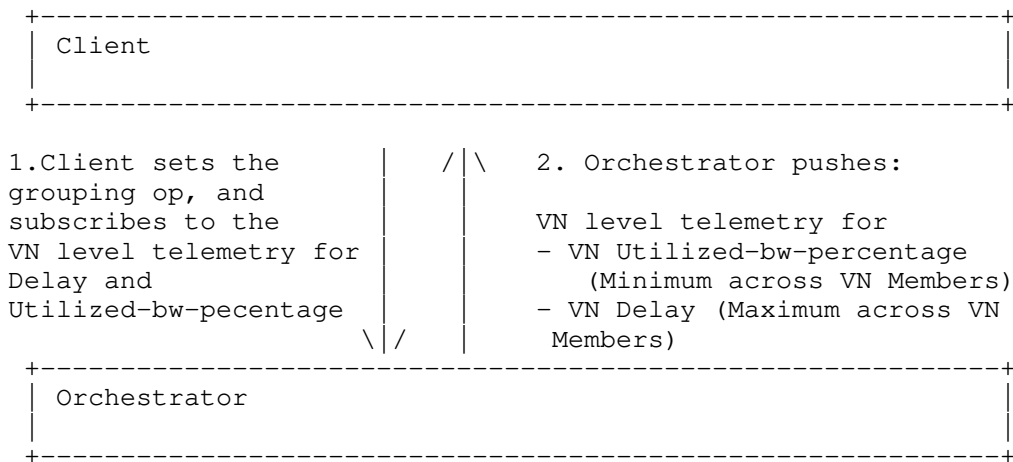 Client
1.Client sets the
grouping op, and
subscribes to the
VN level telemetry for
Delay and
Utilized-bw-pecentage
2. Orchestrator pushes:
VN level telemetry for
- VN Utilized-bw-percentage
(Minimum across VN Members)
- VN Delay (Maximum across VN
Members)
Orchestrator